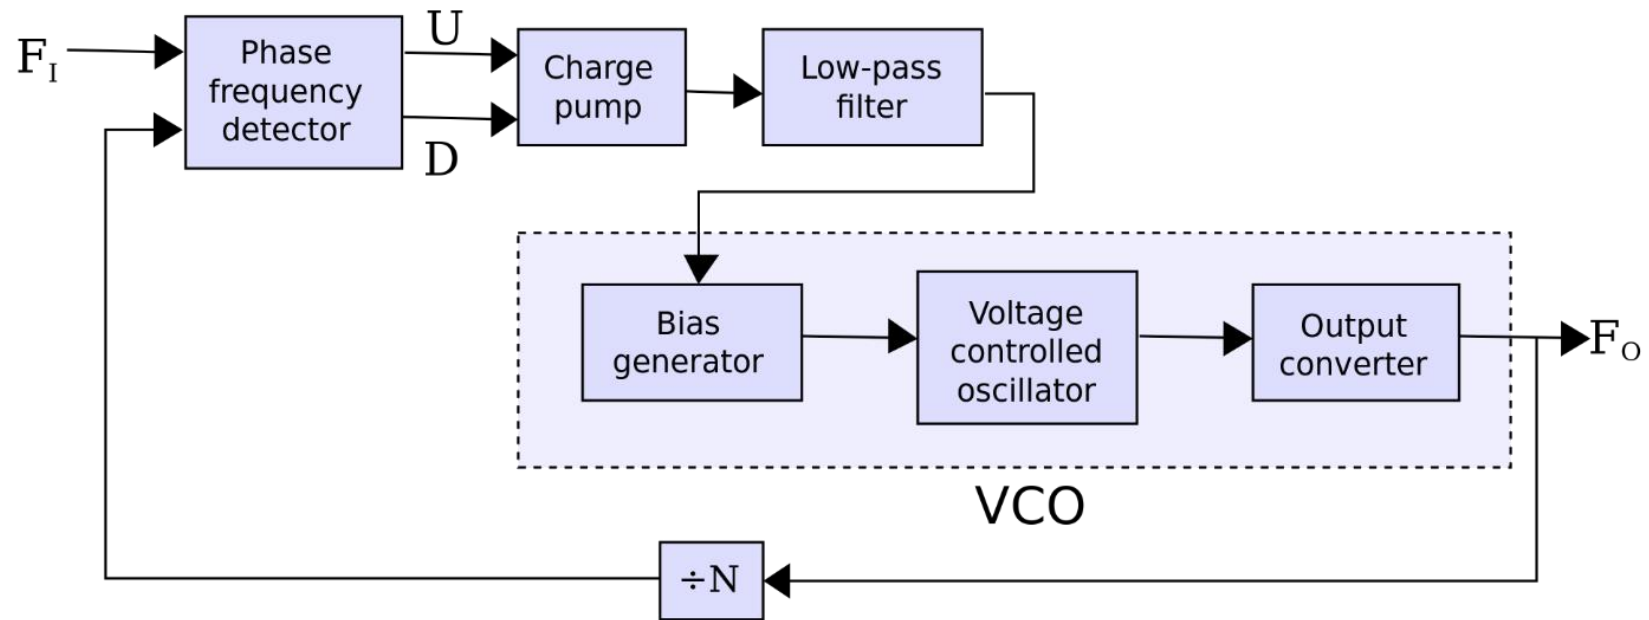 F_I
Phase
frequency
detector
U
D
Charge
pump
Low-pass
filter
Bias
generator
Voltage
controlled
oscillator
Output
converter
F_O
VCO
÷N